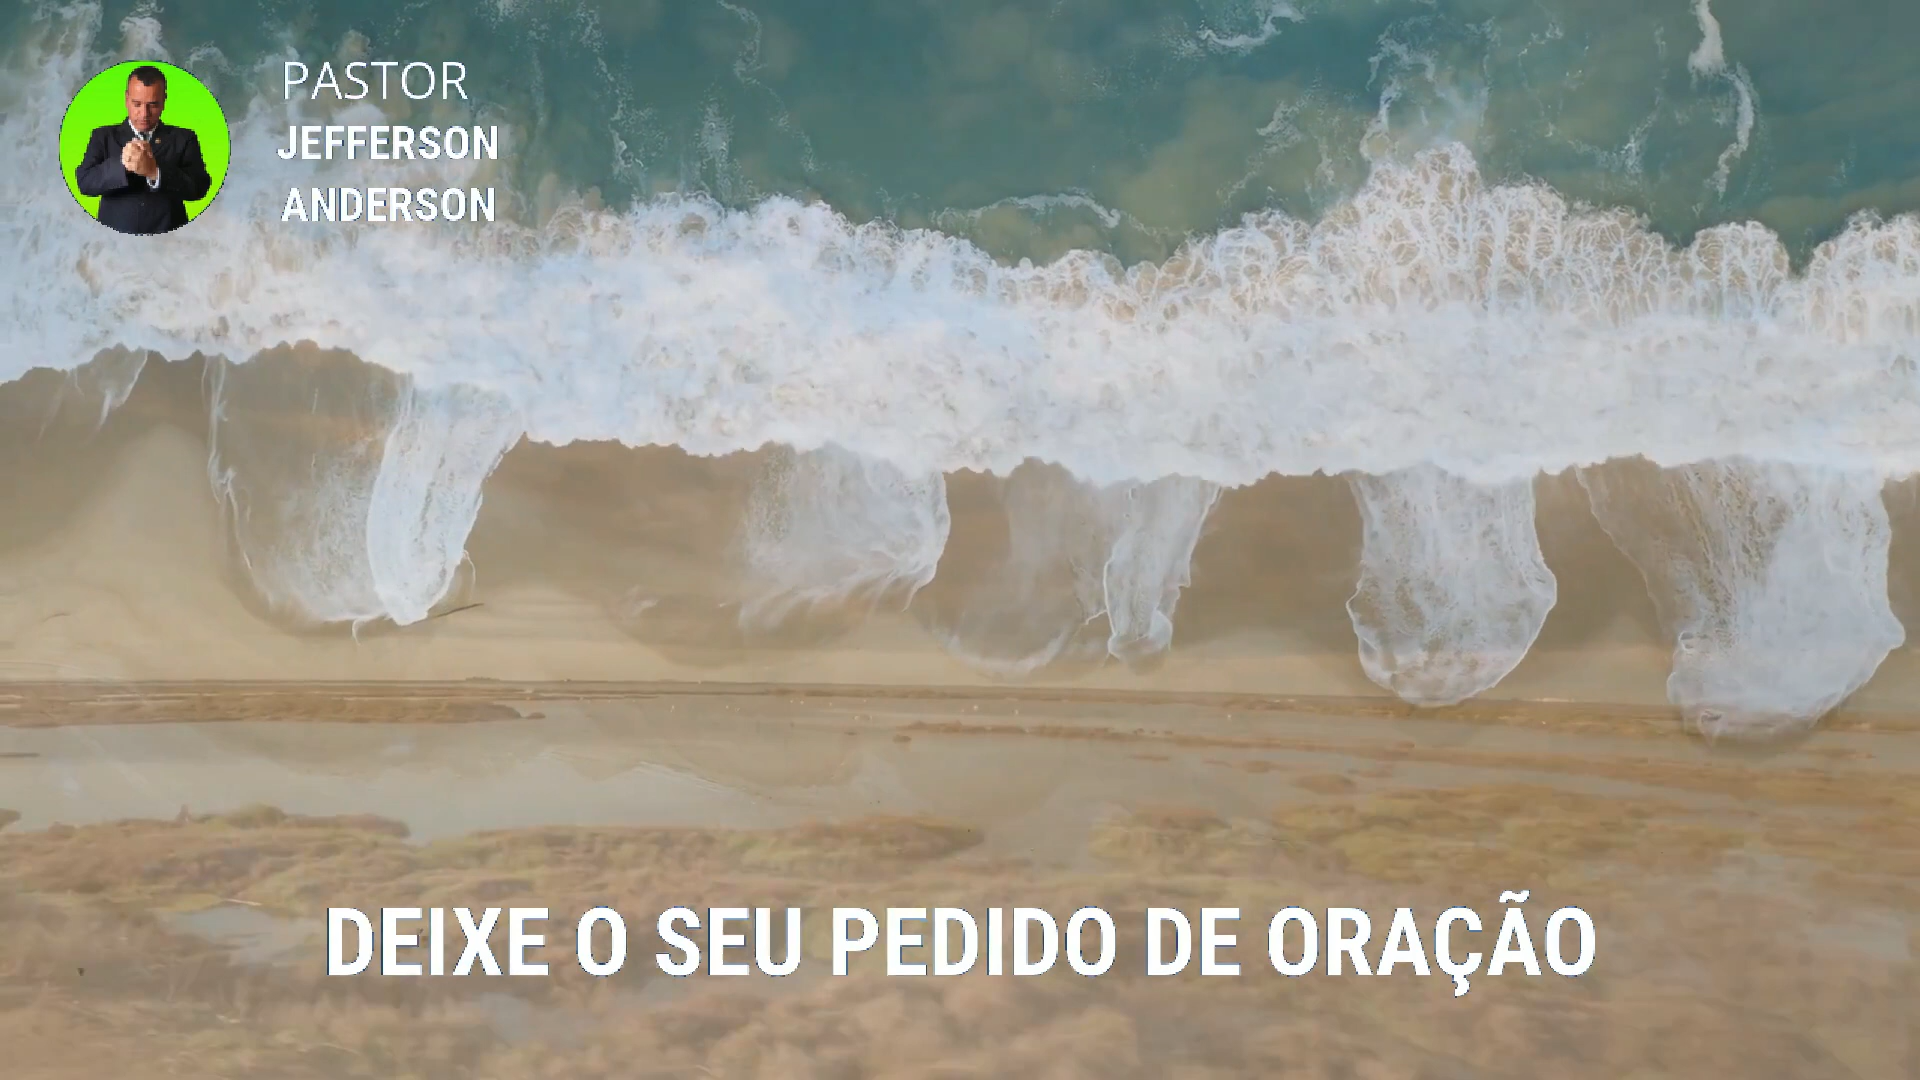 PASTOR
JEFFERSON
ANDERSON
DEIXE O SEU PEDIDO DE ORAÇÃO